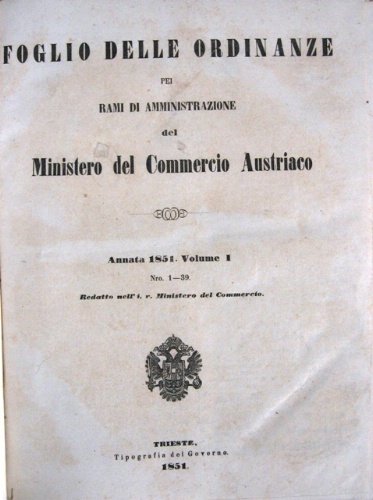 FOGLIO DELLE ORDINANZE
PEI
RAMI DI AMMINISTRAZIONE
del
Ministero del Commercio Austriaco
Annata 1851. Volume I
Nro. 1—39.
Redatto nell' i. r. Ministero del Commercio.
TRIESTE,
Tipografia del Governo.
1851.